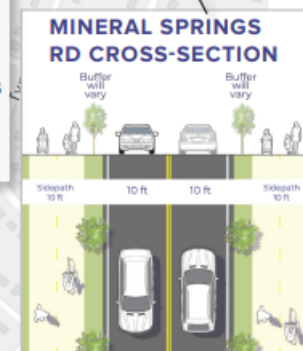 MINERAL SPRINGS
RD CROSS-SECTION
Buffer
will
vary
Buffer
will
vary
Sidepath
10 ft
10 ft
10 ft
Sidepath
10 ft